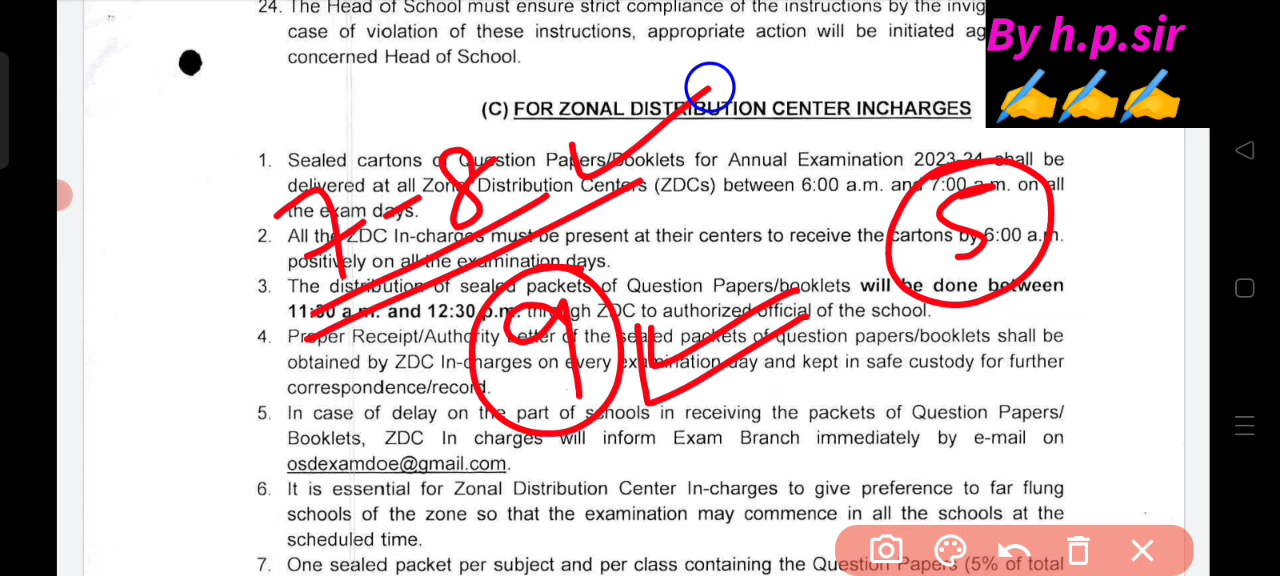 24. The Head of School must ensure strict compliance of the instructions by the invig
case of violation of these instructions, appropriate action will be initiated ag
concerned Head of School.
By h.p.sir
✍✍✍
(C) FOR ZONAL DISTRIBUTION CENTER INCHARGES
1. Sealed cartons of Question Papers/Booklets for Annual Examination 2023-24 shall be
delivered at all Zonal Distribution Centers (ZDCs) between 6:00 a.m. and 7:00 a.m. on all
the exam days.
2. All the ZDC In-charges must be present at their centers to receive the cartons by 6:00 a.m.
positively on all the examination days.
3. The distribution of sealed packets of Question Papers/booklets will be done between
a.m. and 12:30 p.m. through ZDC to authorized official of the school.
4. Proper Receipt/Authority Letter of the sealed packets of question papers/booklets shall be
obtained by ZDC In-charges on every examination day and kept in safe custody for further
correspondence/record.
5. In case of delay on the part of schools in receiving the packets of Question Papers/
Booklets, ZDC In charges will inform Exam Branch immediately by e-mail on
osdexamdoe@gmail.com.
6. It is essential for Zonal Distribution Center In-charges to give preference to far flung
schools of the zone so that the examination may commence in all the schools at the
scheduled time.
7. One sealed packet per subject and per class containing the Question Papers (5% of total
7-8
5
9